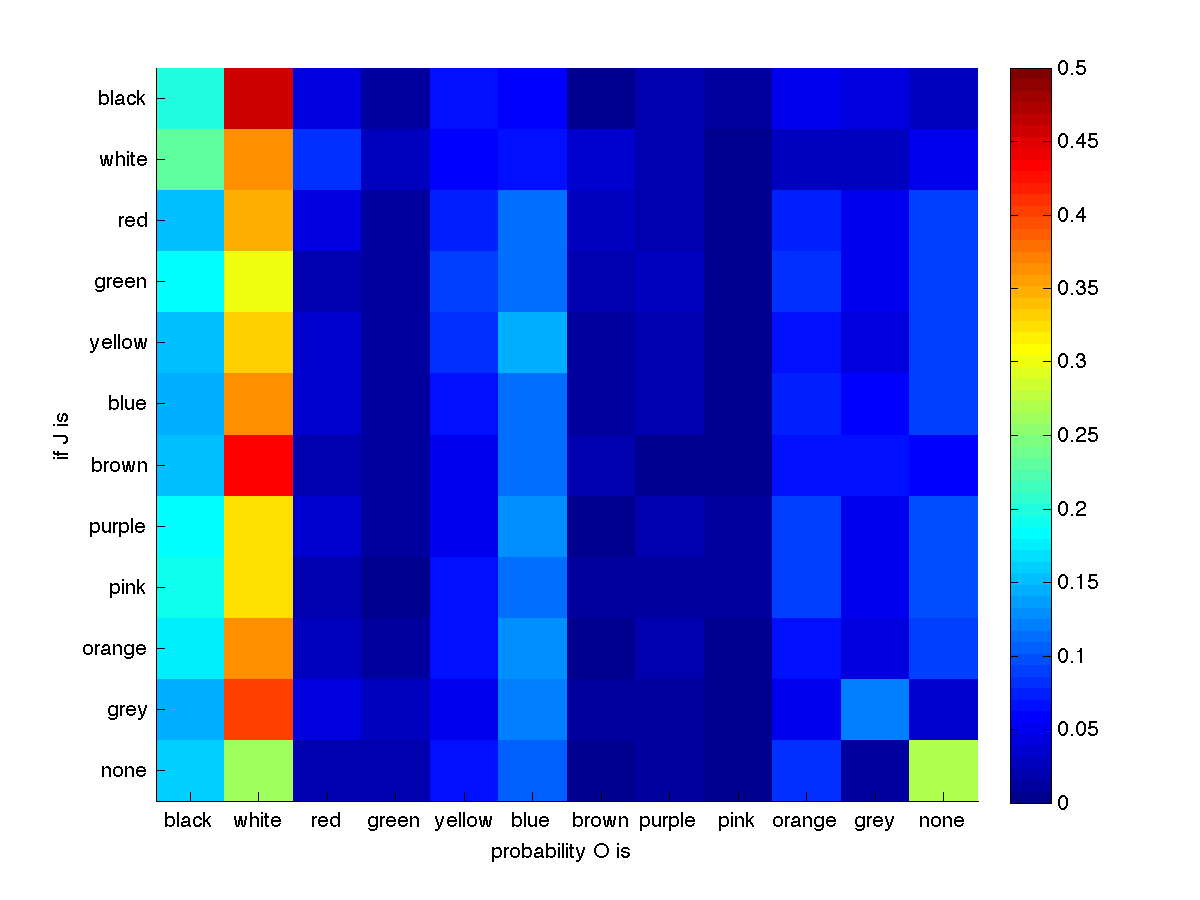 if J is
black
white
red
green
yellow
blue
brown
purple
pink
orange
grey
none
black white red green yellow blue brown purple pink orange grey none
probability O is
0.5
0.45
0.4
0.35
0.3
0.25
0.2
0.15
0.1
0.05
0